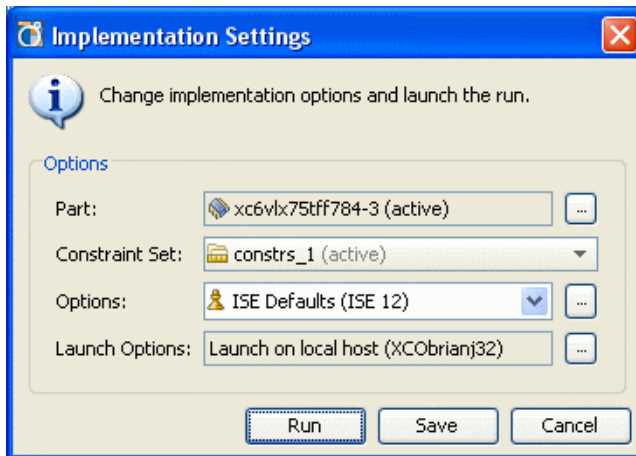 Implementation Settings
Change implementation options and launch the run.
Options
Part: xc6vlx75tff784-3 (active) ...
Constraint Set: constrs_1 (active)
Options: ISE Defaults (ISE 12) ...
Launch Options: Launch on local host (XCObrianj32) ...
Run Save Cancel